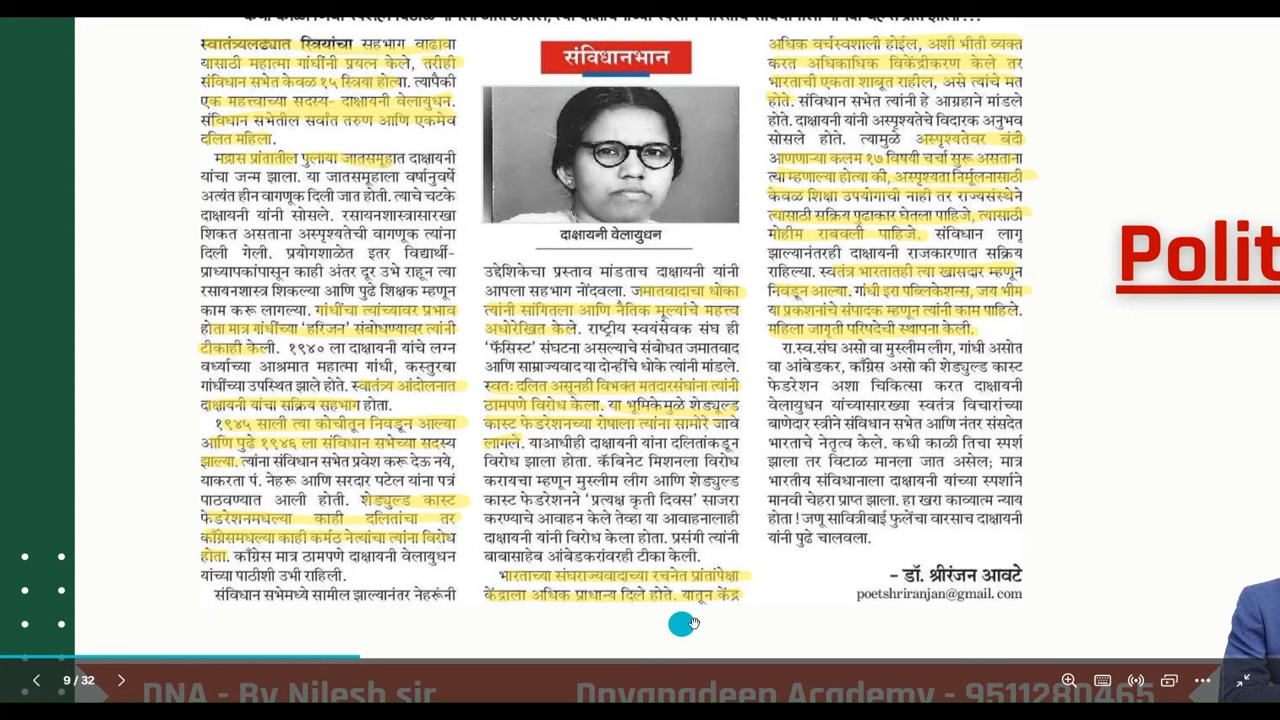 स्वातंत्र्यलढ्यात स्त्रियांचा सहभाग वाढावा
यासाठी महात्मा गांधींनी प्रयत्न केले, तरीही
संविधान सभेत केवळ १५ स्त्रिया होत्या. त्यापैकी
एक महत्त्वाच्या सदस्य- दाक्षायनी वेलायुधन.
संविधान सभेतील सर्वांत तरुण आणि एकमेव
दलित महिला.
मद्रास प्रांतातील पुलाया जातसमूहात दाक्षायनी
यांचा जन्म झाला. या जातसमूहाला वर्षानुवर्षे
अत्यंत हीन वागणूक दिली जात होती. त्याचे चटके
दाक्षायनी यांनी सोसले. रसायनशास्त्रासारखा
शिकत असताना अस्पृश्यतेची वागणूक त्यांना
दिली गेली. प्रयोगशाळेत इतर विद्यार्थी-
प्राध्यापकांपासून काही अंतर दूर उभे राहून त्या
रसायनशास्त्र शिकल्या आणि पुढे शिक्षक म्हणून
काम करू लागल्या. गांधींचा त्यांच्यावर प्रभाव
होता मात्र गांधींच्या 'हरिजन' संबोधण्यावर त्यांनी
टीकाही केली. १९४० ला दाक्षायनी यांचे लग्न
वर्ध्याच्या आश्रमात महात्मा गांधी, कस्तुरबा
गांधींच्या उपस्थित झाले होते. स्वातंत्र्य आंदोलनात
दाक्षायनी यांचा सक्रिय सहभाग होता.
१९४५ साली त्या कोचीतून निवडून आल्या
आणि पुढे १९४६ ला संविधान सभेच्या सदस्य
झाल्या. त्यांना संविधान सभेत प्रवेश करू देऊ नये,
याकरता पं. नेहरू आणि सरदार पटेल यांना पत्रं
पाठवण्यात आली होती. शेड्युल्ड कास्ट
फेडरेशनमधल्या काही दलितांचा तर
काँग्रेसमधल्या काही कर्मठ नेत्यांचा त्यांना विरोध
होता. काँग्रेस मात्र ठामपणे दाक्षायनी वेलायुधन
यांच्या पाठीशी उभी राहिली.
संविधान सभेमध्ये सामील झाल्यानंतर नेहरूंनी
संविधानभान
दाक्षायनी वेलायुधन
उद्देशिकेचा प्रस्ताव मांडताच दाक्षायनी यांनी
आपला सहभाग नोंदवला. जमातवादाचा धोका
त्यांनी सांगितला आणि नैतिक मूल्यांचे महत्त्व
अधोरेखित केले. राष्ट्रीय स्वयंसेवक संघ ही
'फॅसिस्ट' संघटना असल्याचे संबोधत जमातवाद
आणि साम्राज्यवाद या दोन्हींचे धोके त्यांनी मांडले.
स्वतः दलित असूनही विभक्त मतदारसंघांना त्यांनी
ठामपणे विरोध केला. या भूमिकेमुळे शेड्यूल्ड
कास्ट फेडरेशनच्या रोषाला त्यांना सामोरे जावे
लागले. याआधीही दाक्षायनी यांना दलितांकडून
विरोध झाला होता. कॅबिनेट मिशनला विरोध
करायचा म्हणून मुस्लीम लीग आणि शेड्युल्ड
कास्ट फेडरेशनने 'प्रत्यक्ष कृती दिवस' साजरा
करण्याचे आवाहन केले तेव्हा या आवाहनालाही
दाक्षायनी यांनी विरोध केला होता. प्रसंगी त्यांनी
बाबासाहेब आंबेडकरांवरही टीका केली.
भारताच्या संघराज्यवादाच्या रचनेत प्रांतांपेक्षा
केंद्राला अधिक प्राधान्य दिले होते. यातून केंद्र
अधिक वर्चस्वशाली होईल, अशी भीती व्यक्त
करत अधिकाधिक विकेंद्रीकरण केले तर
भारताची एकता शाबूत राहील, असे त्यांचे मत
होते. संविधान सभेत त्यांनी हे आग्रहाने मांडले
होते. दाक्षायनी यांनी अस्पृश्यतेचे विदारक अनुभव
सोसले होते. त्यामुळे अस्पृश्यतेवर बंदी
आणणाऱ्या कलम १७ विषयी चर्चा सुरू असताना
त्या म्हणाल्या होत्या की, अस्पृश्यता निर्मूलनासाठी
केवळ शिक्षा उपयोगाची नाही तर राज्यसंस्थेने
त्यासाठी सक्रिय पुढाकार घेतला पाहिजे, त्यासाठी
मोहीम राबवली पाहिजे. संविधान लागू
झाल्यानंतरही दाक्षायनी राजकारणात सक्रिय
राहिल्या. स्वतंत्र भारतातही त्या खासदार म्हणून
निवडून आल्या. गांधी इरा पब्लिकेशन्स, जय भीम
या प्रकाशनांचे संपादक म्हणून त्यांनी काम पाहिले.
महिला जागृती परिषदेची स्थापना केली.
रा.स्व.संघ असो वा मुस्लीम लीग, गांधी असोत
वा आंबेडकर, काँग्रेस असो की शेड्युल्ड कास्ट
फेडरेशन अशा चिकित्सा करत दाक्षायनी
वेलायुधन यांच्यासारख्या स्वतंत्र विचारांच्या
बाणेदार स्त्रीने संविधान सभेत आणि नंतर संसदेत
भारताचे नेतृत्व केले. कधी काळी तिचा स्पर्श
झाला तर विटाळ मानला जात असेल; मात्र
भारतीय संविधानाला दाक्षायनी यांच्या स्पर्शाने
मानवी चेहरा प्राप्त झाला. हा खरा काव्यात्म न्याय
होता! जणू सावित्रीबाई फुलेंचा वारसाच दाक्षायनी
यांनी पुढे चालवला.
- डॉ. श्रीरंजन आवटे
poetshriranjan@gmail.com
Polit
9 / 32
DNA - By Nilesh sir
Dnyanadeep Academy - 9511280465